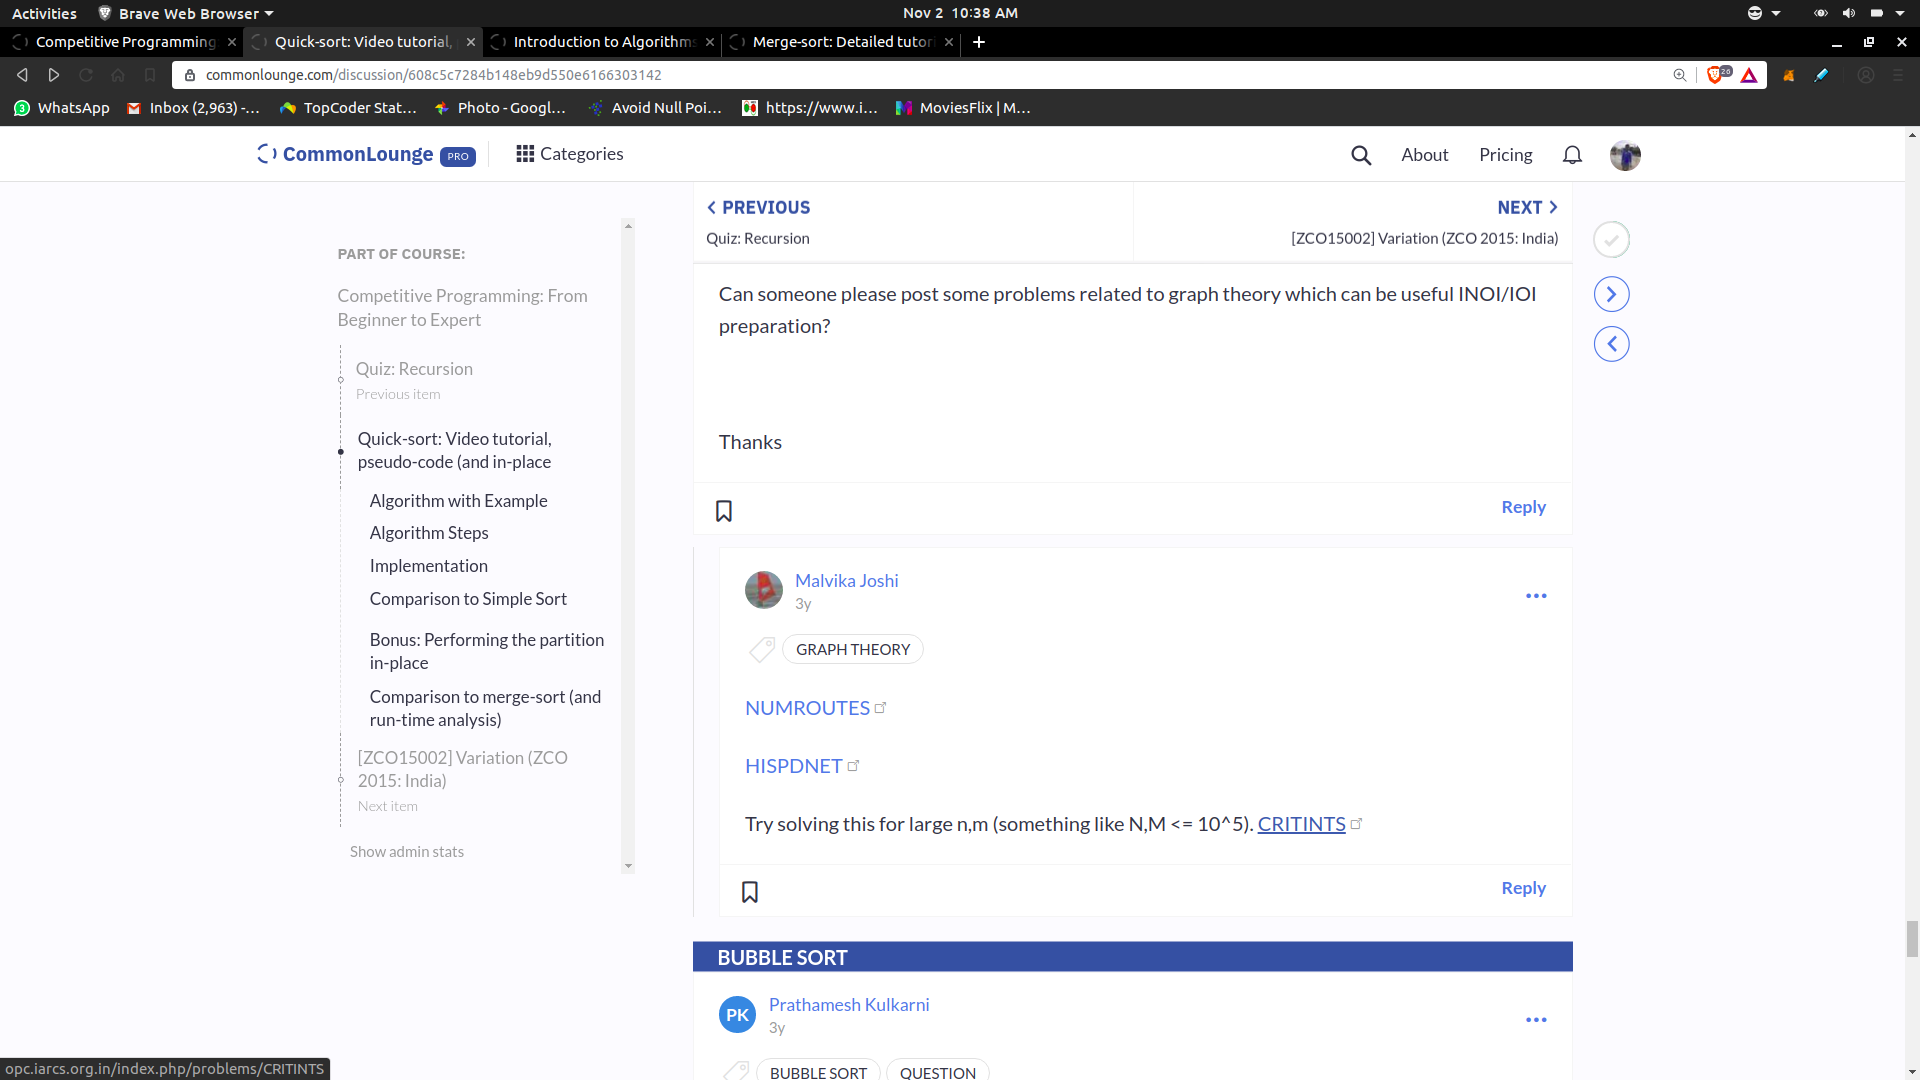 Activities
Brave Web Browser
Nov 2 10:38 AM
Competitive Programming
Quick-sort: Video tutorial,
Introduction to Algorithms
Merge-sort: Detailed tutori
commonlounge.com/discussion/608c5c7284b148eb9d550e6166303142
26
WhatsApp
Inbox (2,963) -...
TopCoder Stat...
Photo - Googl...
Avoid Null Poi...
https://www.i...
MoviesFlix | M...
CommonLounge PRO
Categories
About
Pricing
PREVIOUS
Quiz: Recursion
NEXT
[ZCO15002] Variation (ZCO 2015: India)
PART OF COURSE:
Competitive Programming: From
Beginner to Expert
Quiz: Recursion
Previous item
Quick-sort: Video tutorial,
pseudo-code (and in-place
Algorithm with Example
Algorithm Steps
Implementation
Comparison to Simple Sort
Bonus: Performing the partition
in-place
Comparison to merge-sort (and
run-time analysis)
[ZCO15002] Variation (ZCO
2015: India)
Next item
Show admin stats
Can someone please post some problems related to graph theory which can be useful INOI/IOI
preparation?
Thanks
Reply
Malvika Joshi
3y
GRAPH THEORY
NUMROUTES
HISPDNET
Try solving this for large n,m (something like N,M <= 10^5). CRITINTS
Reply
BUBBLE SORT
PK
Prathamesh Kulkarni
3y
BUBBLE SORT
QUESTION
opc.iarcs.org.in/index.php/problems/CRITINTS